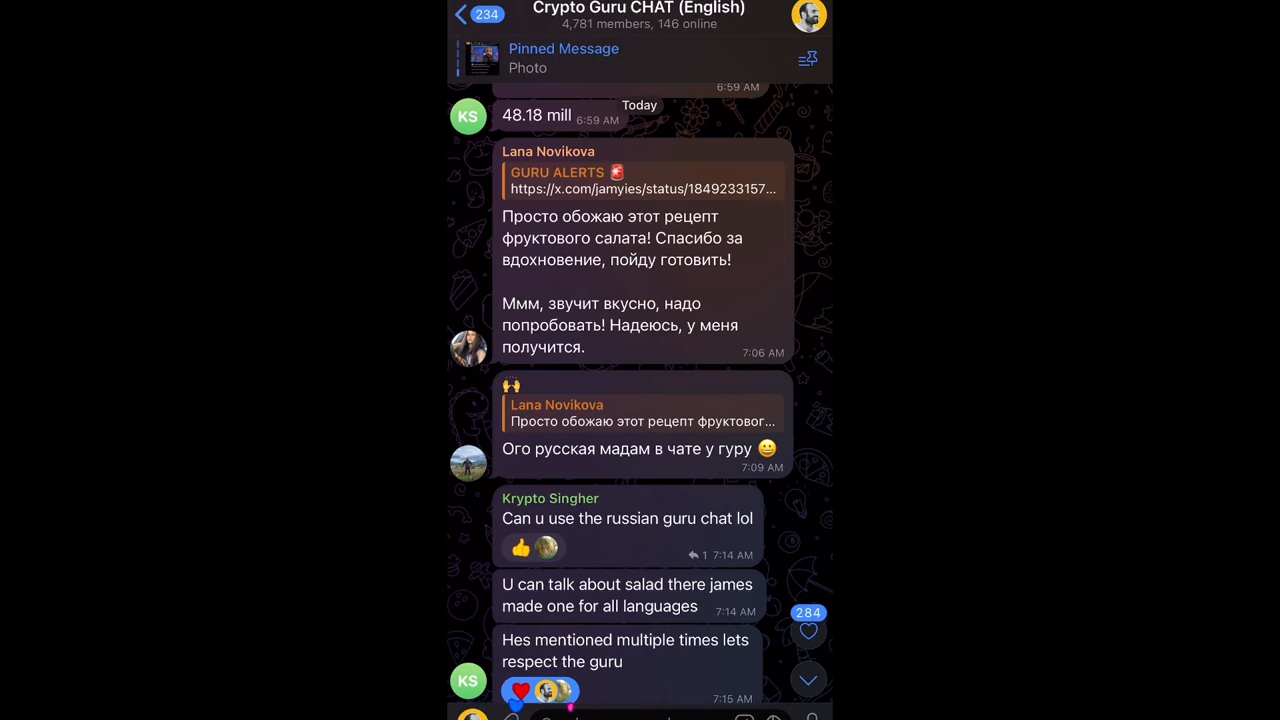 234
Crypto Guru CHAT (English)
4,781 members, 146 online
Pinned Message
Photo
6:59 AM
Today
KS
48.18 mill 6:59 AM
Lana Novikova
GURU ALERTS 🚨
https://x.com/jamyies/status/1849233157...
Просто обожаю этот рецепт
фруктового салата! Спасибо за
вдохновение, пойду готовить!
Ммм, звучит вкусно, надо
попробовать! Надеюсь, у меня
получится.
7:06 AM
🙌
Lana Novikova
Просто обожаю этот рецепт фруктовог...
Ого русская мадам в чате у гуру 😀
7:09 AM
Krypto Singher
Can u use the russian guru chat lol
👍
1 7:14 AM
U can talk about salad there james
made one for all languages 7:14 AM
284
Hes mentioned multiple times lets
respect the guru
KS
❤️
7:15 AM